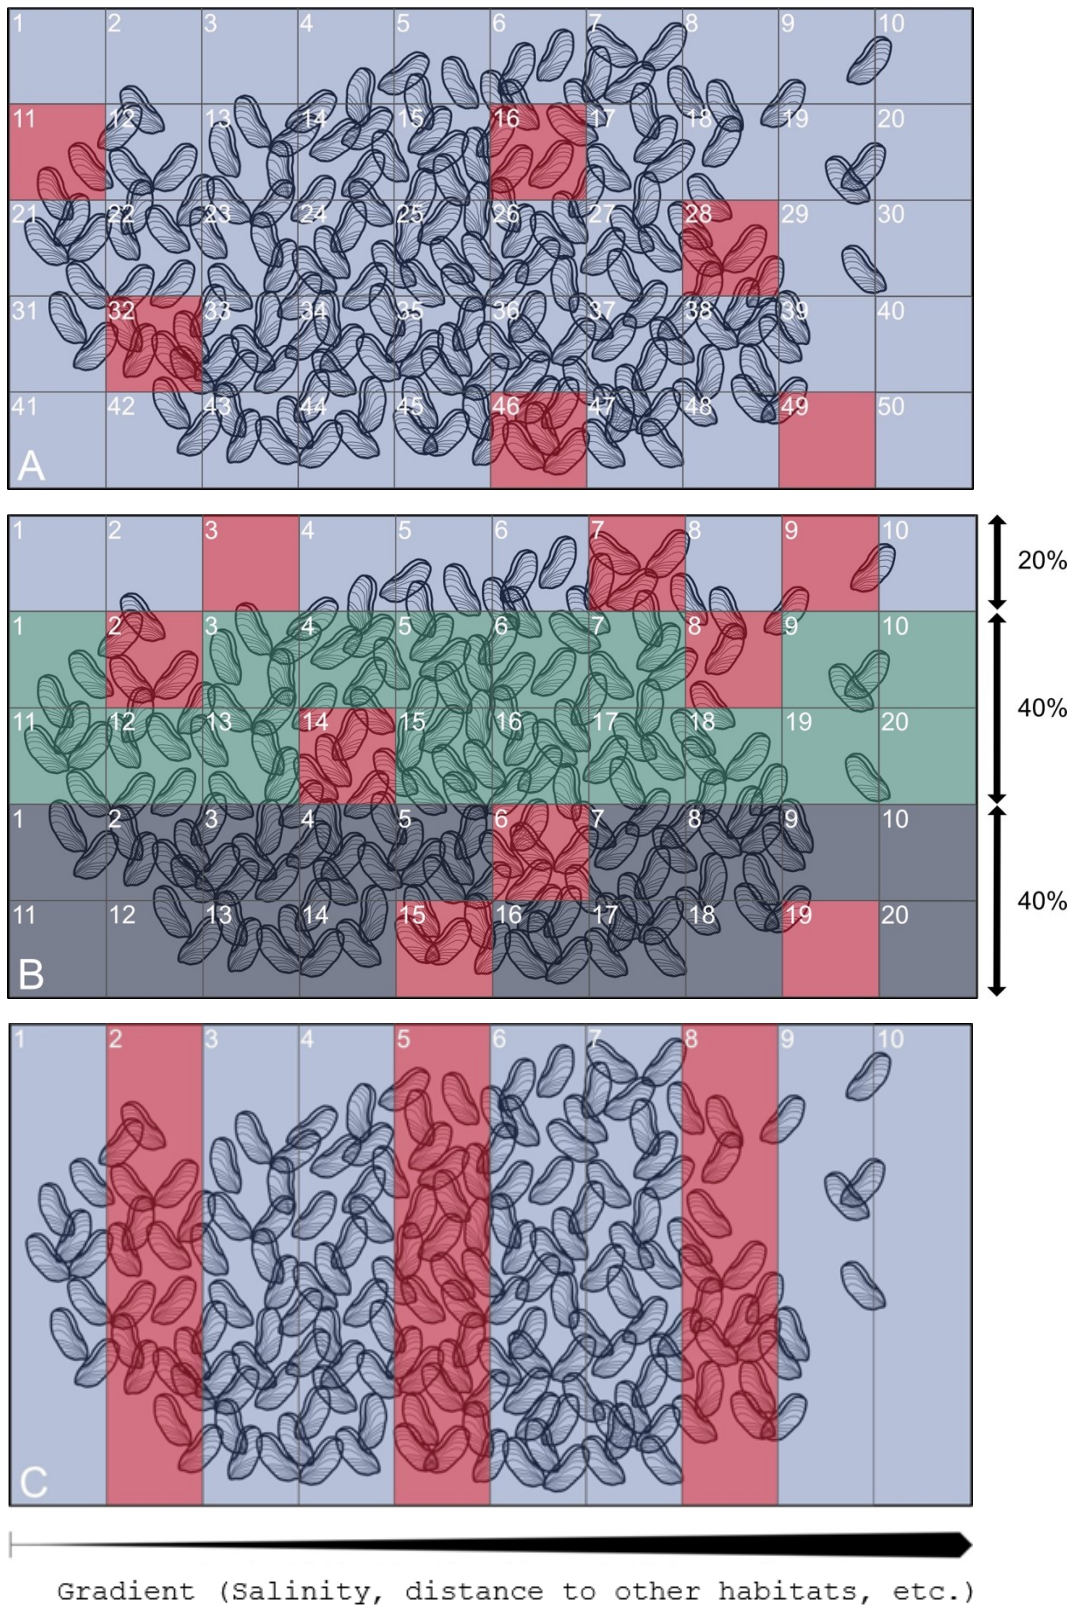 1 2 3 4 5 6 7 8 9 10
11 12 13 14 15 16 17 18 19 20
21 22 23 24 25 26 27 28 29 30
31 32 33 34 35 36 37 38 39 40
41 42 43 44 45 46 47 48 49 50
A
1 2 3 4 5 6 7 8 9 10
20%
1 2 3 4 5 6 7 8 9 10
40%
11 12 13 14 15 16 17 18 19 20
1 2 3 4 5 6 7 8 9 10
40%
11 12 13 14 15 16 17 18 19 20
B
1 2 3 4 5 6 7 8 9 10
C
Gradient (Salinity, distance to other habitats, etc.)